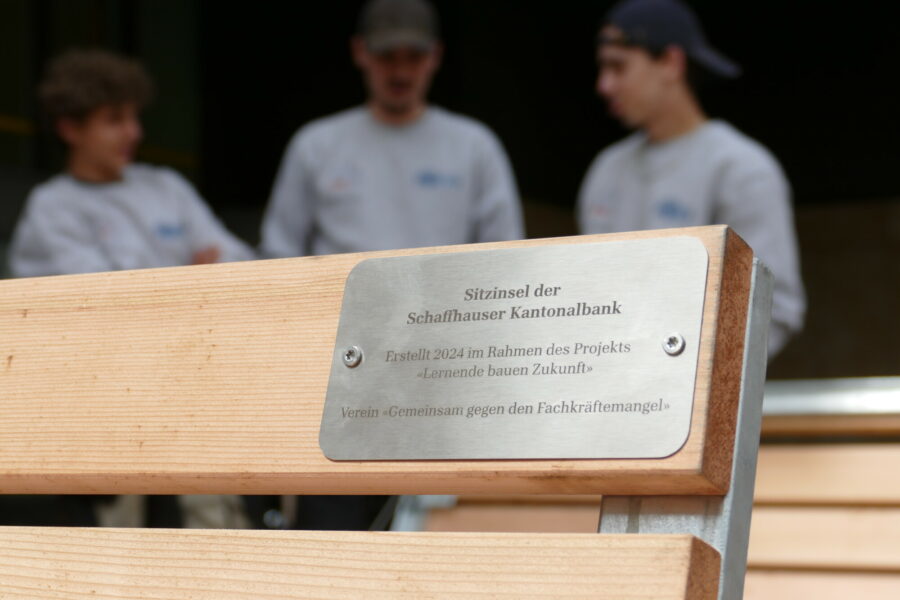 Sitzinsel der
Schaffhauser Kantonalbank
Erstellt 2024 im Rahmen des Projekts
«Lernende bauen Zukunft»
Verein «Gemeinsam gegen den Fachkräftemangel»